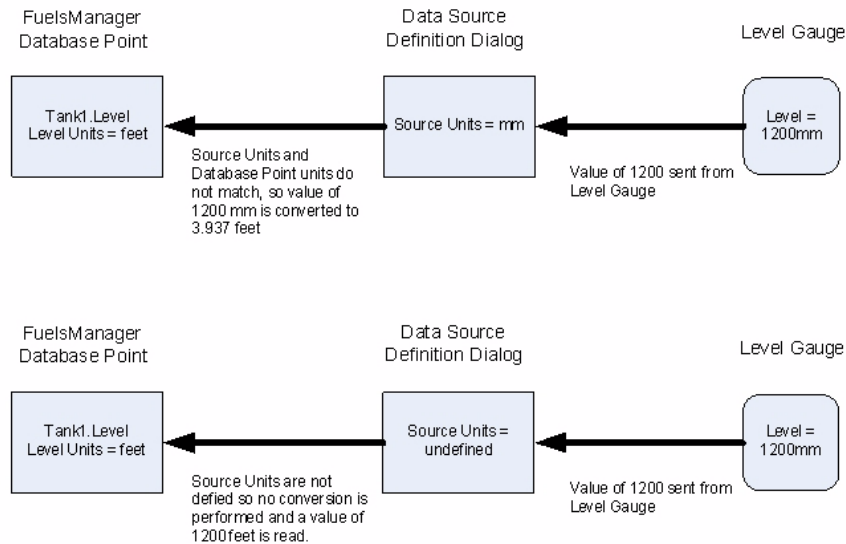 FuelsManager
Database Point
Data Source
Definition Dialog
Level Gauge
Tank1.Level
Level Units = feet
Source Units = mm
Level =
1200mm
Source Units and
Database Point units do
not match, so value of
1200 mm is converted to
3.937 feet
Value of 1200 sent from
Level Gauge
FuelsManager
Database Point
Data Source
Definition Dialog
Level Gauge
Tank1.Level
Level Units = feet
Source Units =
undefined
Level =
1200mm
Source Units are not
defied so no conversion is
performed and a value of
1200 feet is read.
Value of 1200 sent from
Level Gauge